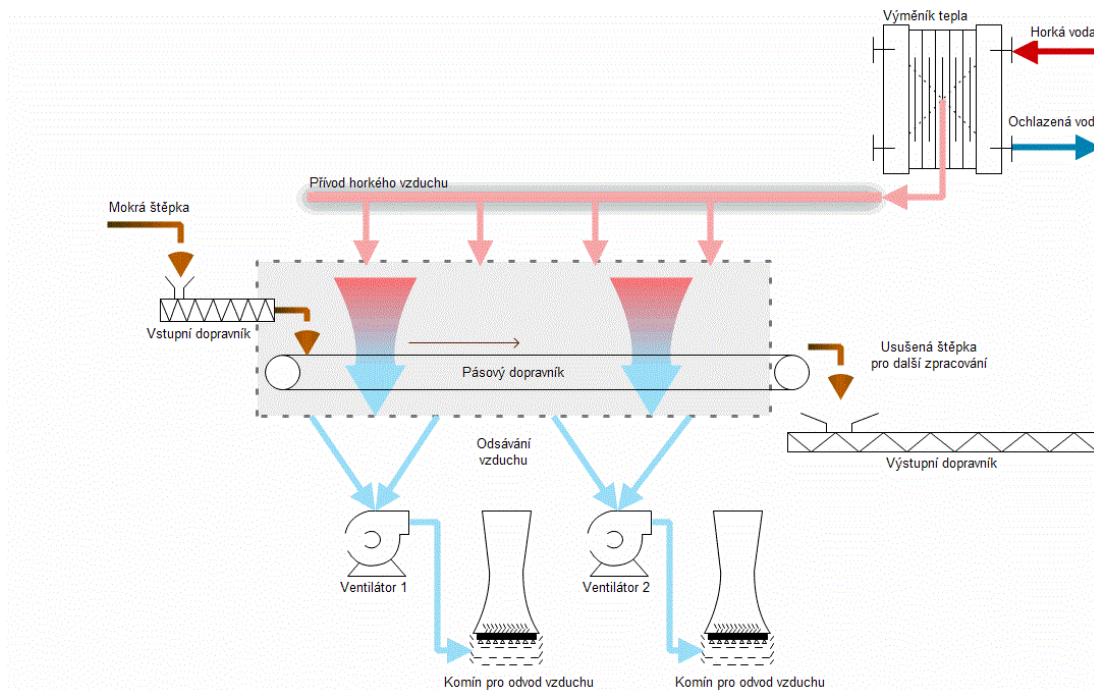 Výměník tepla
Horká voda
Ochlazená vod
Přívod horkého vzduchu
Mokrá štěpka
Vstupní dopravník
Usušená štěpka
pro další zpracování
Pásový dopravník
Odsávání
vzduchu
Výstupní dopravník
Ventilátor 1
Ventilátor 2
Komín pro odvod vzduchu
Komín pro odvod vzduchu